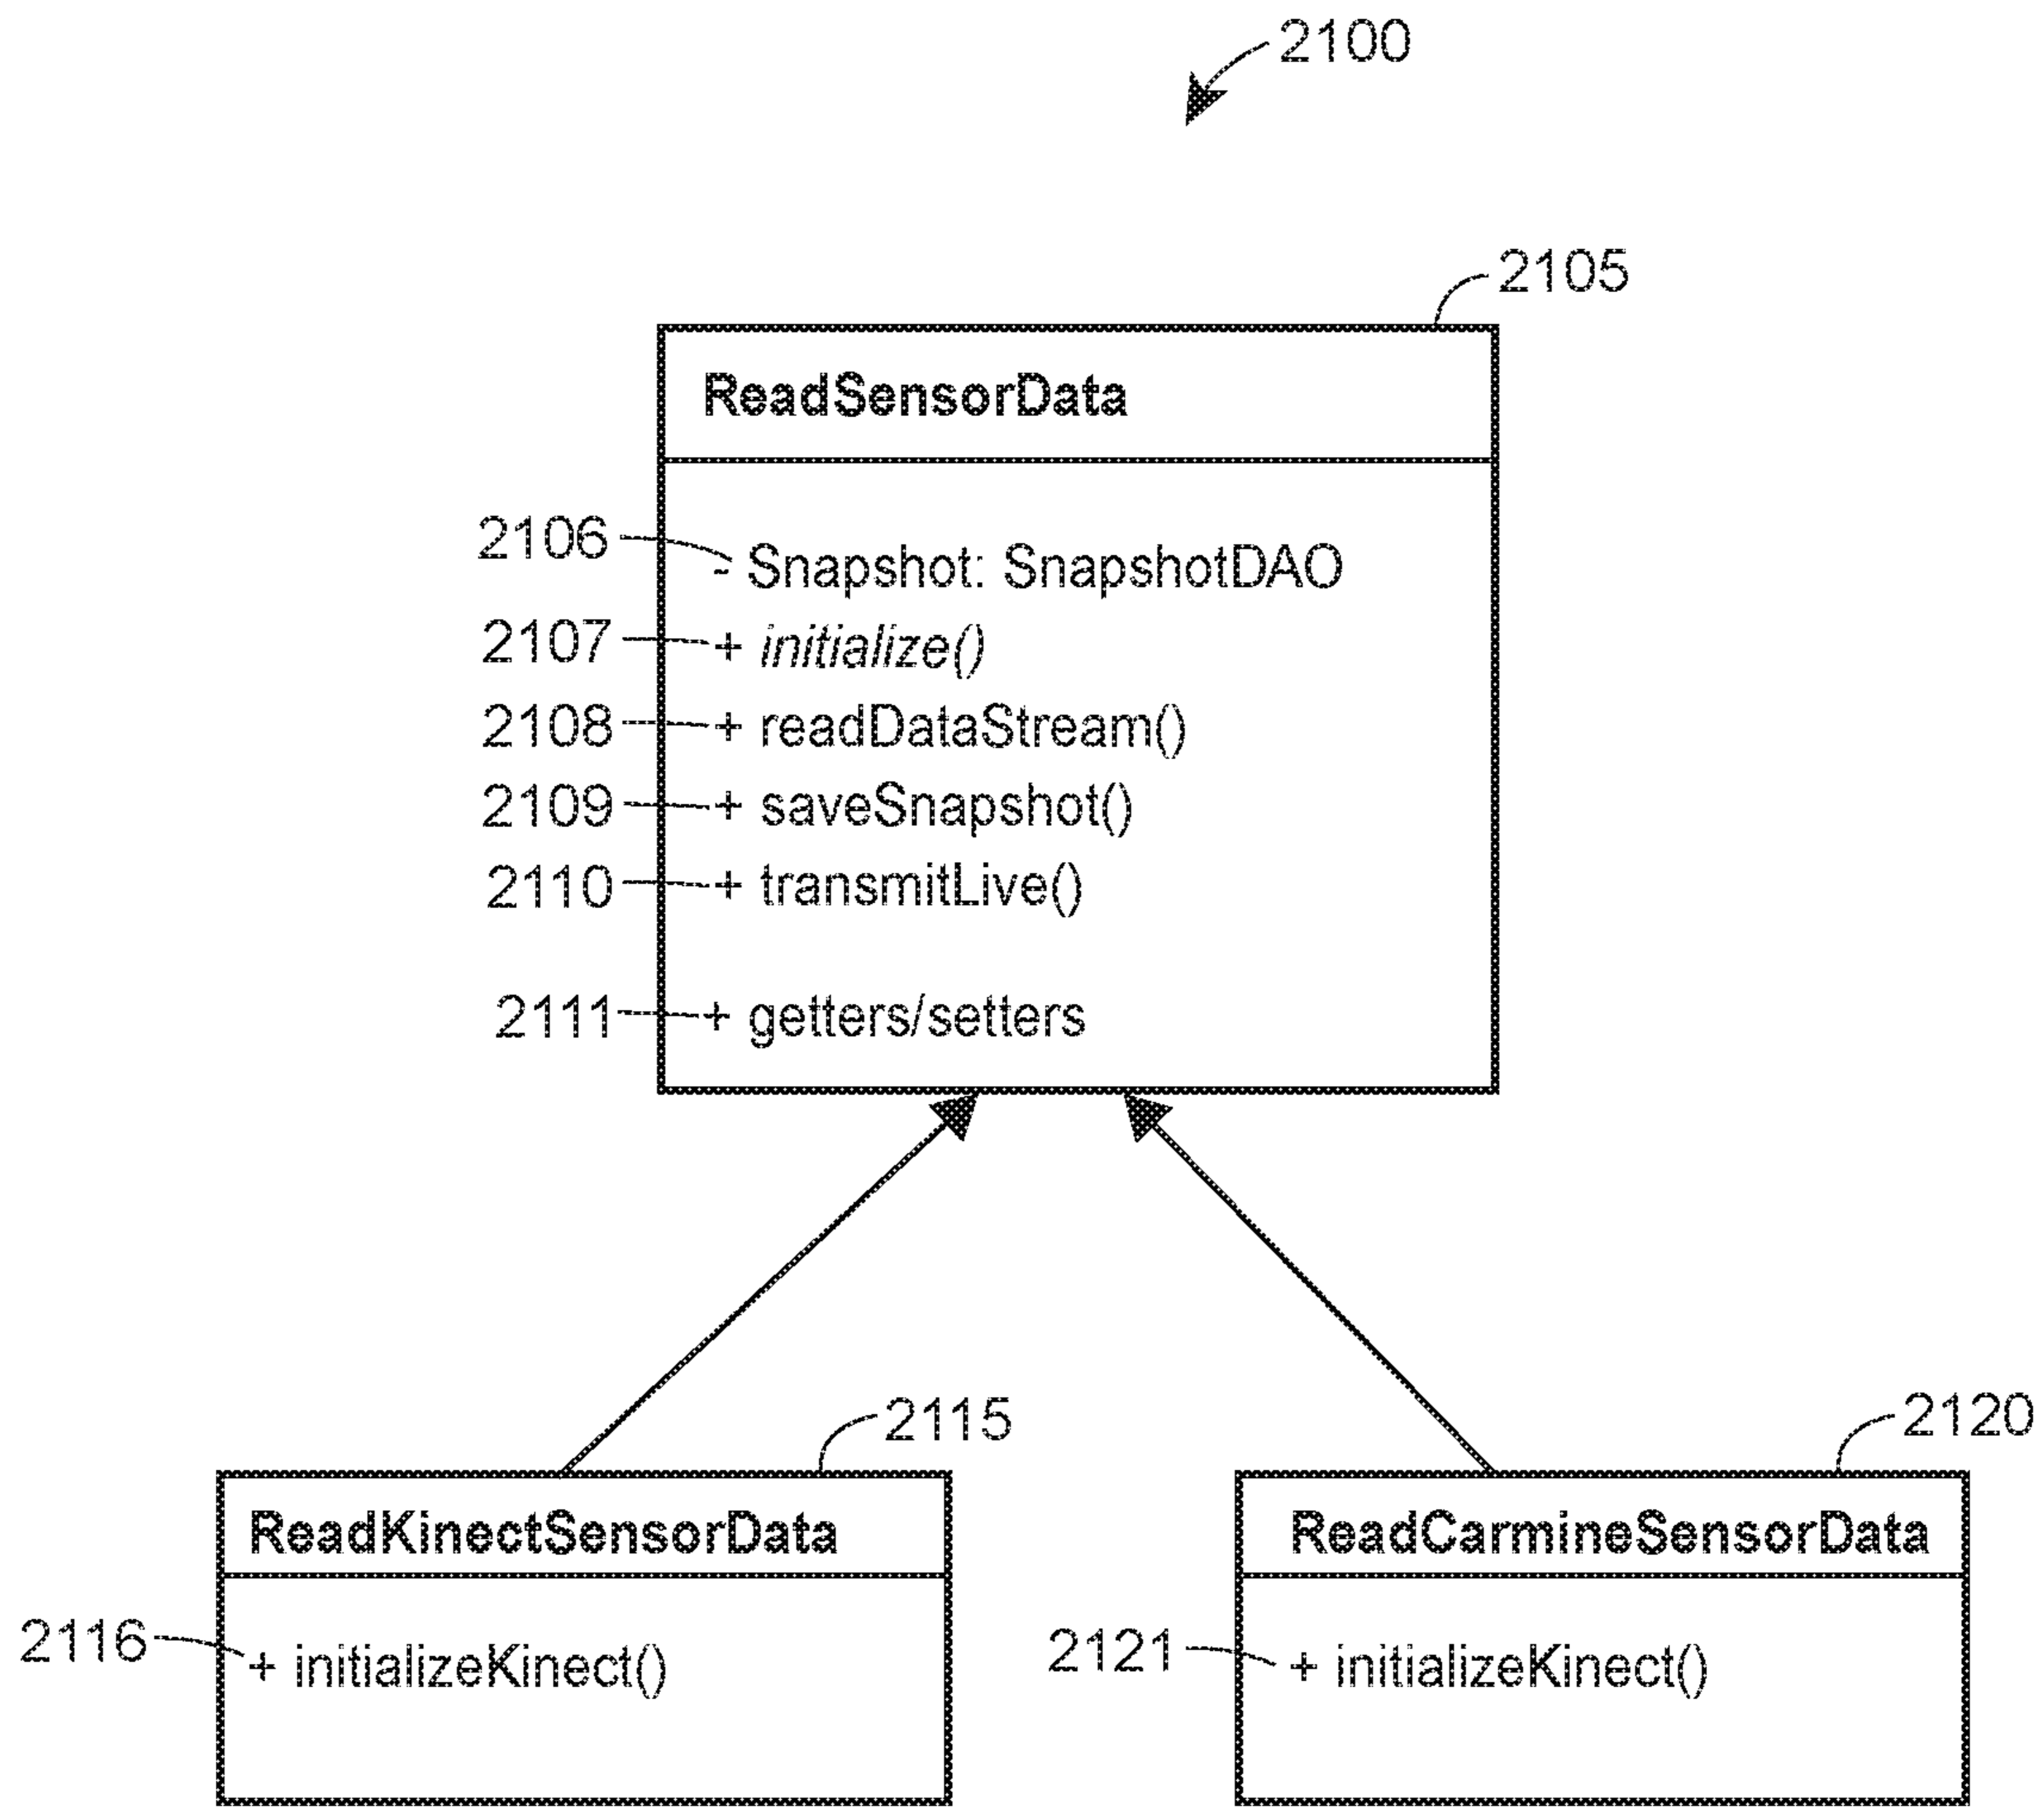 2100
2105
ReadSensorData
2106 - Snapshot: SnapshotDAO
2107 + initialize()
2108 + readDataStream()
2109 + saveSnapshot()
2110 + transmitLive()
2111 + getters/setters
2115
2120
ReadKinectSensorData
ReadCarmineSensorData
2116 + initializeKinect()
2121 + initializeKinect()